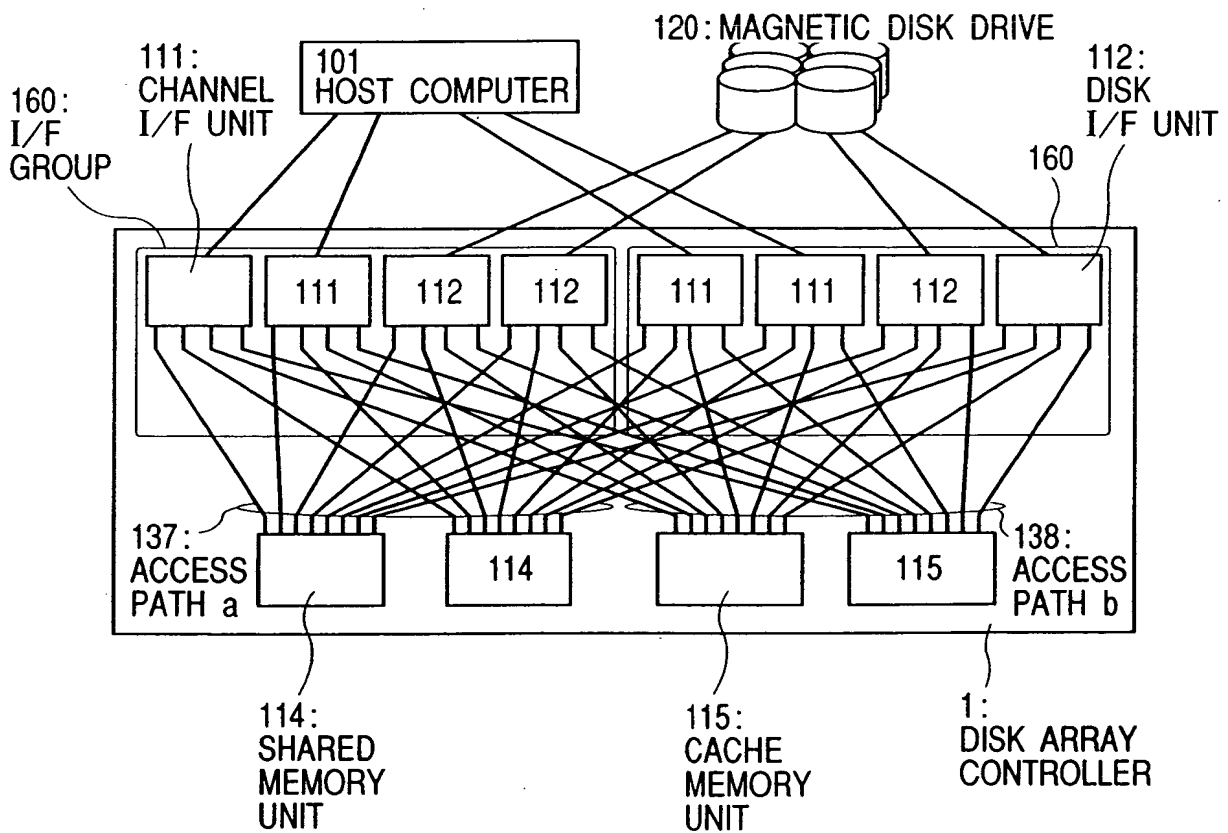 120: MAGNETIC DISK DRIVE
111:
CHANNEL
I/F UNIT
101
HOST COMPUTER
112:
DISK
I/F UNIT
160:
I/F
GROUP
160
111
112
112
111
111
112
137:
ACCESS
PATH a
114
115
138:
ACCESS
PATH b
114:
SHARED
MEMORY
UNIT
115:
CACHE
MEMORY
UNIT
1:
DISK ARRAY
CONTROLLER